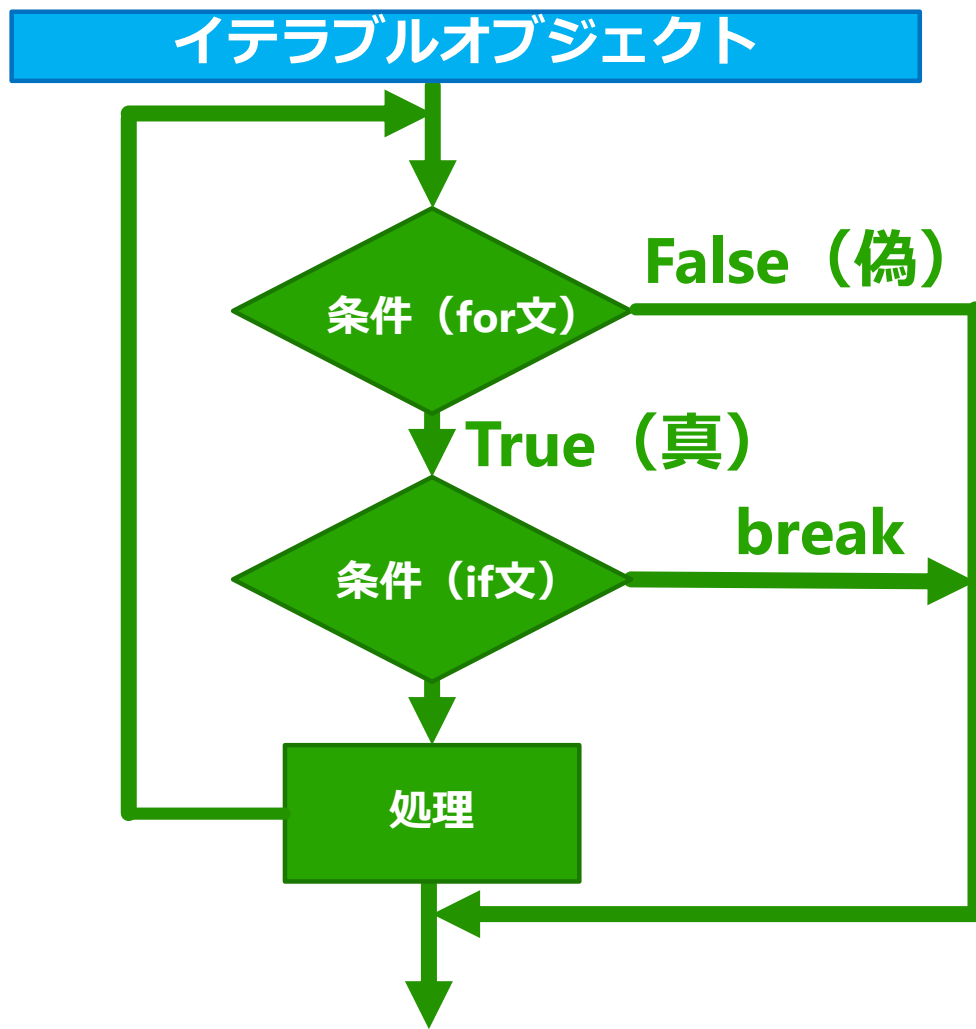 イテラブルオブジェクト
False（偽）
条件（for文）
True（真）
break
条件（if文）
処理